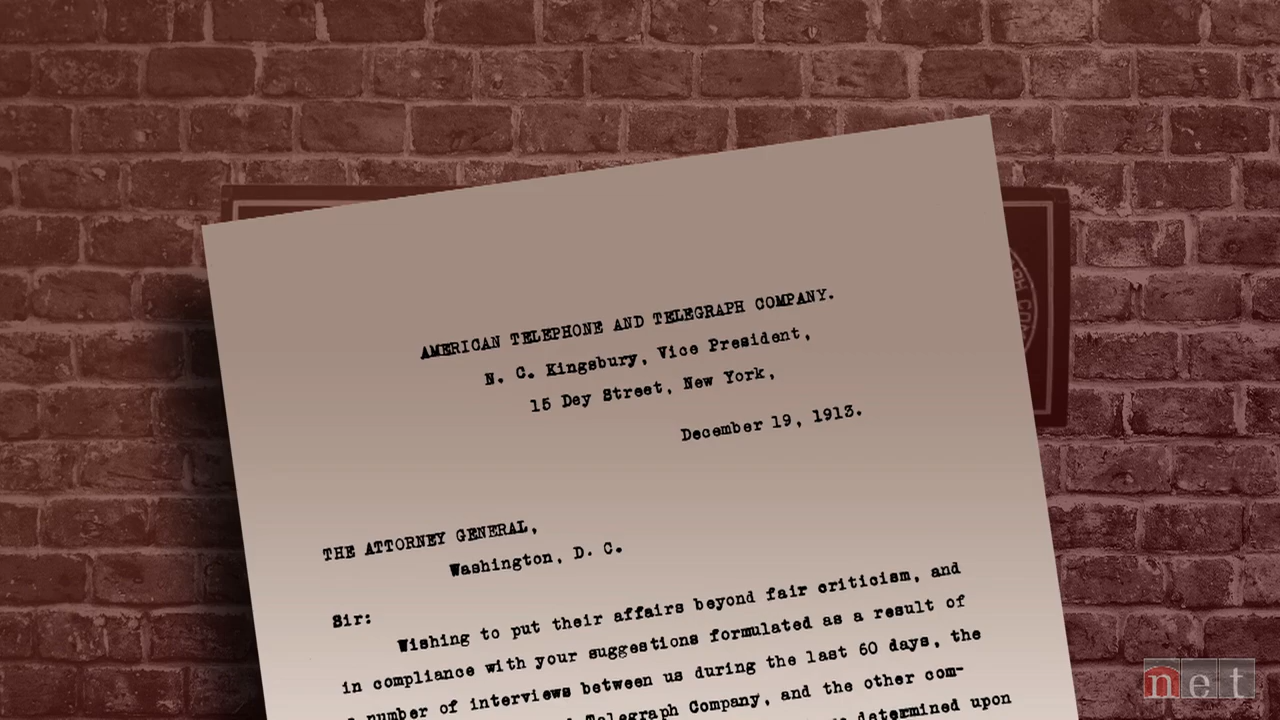 AMERICAN TELEPHONE AND TELEGRAPH COMPANY.
N. C. Kingsbury, Vice President,
15 Dey Street, New York,
December 19, 1913.
THE ATTORNEY GENERAL,
Washington, D. C.
Sir:
Wishing to put their affairs beyond fair criticism, and
in compliance with your suggestions formulated as a result of
number of interviews between us during the last 60 days, the
Telegraph Company, and the other com-
determined upon
net